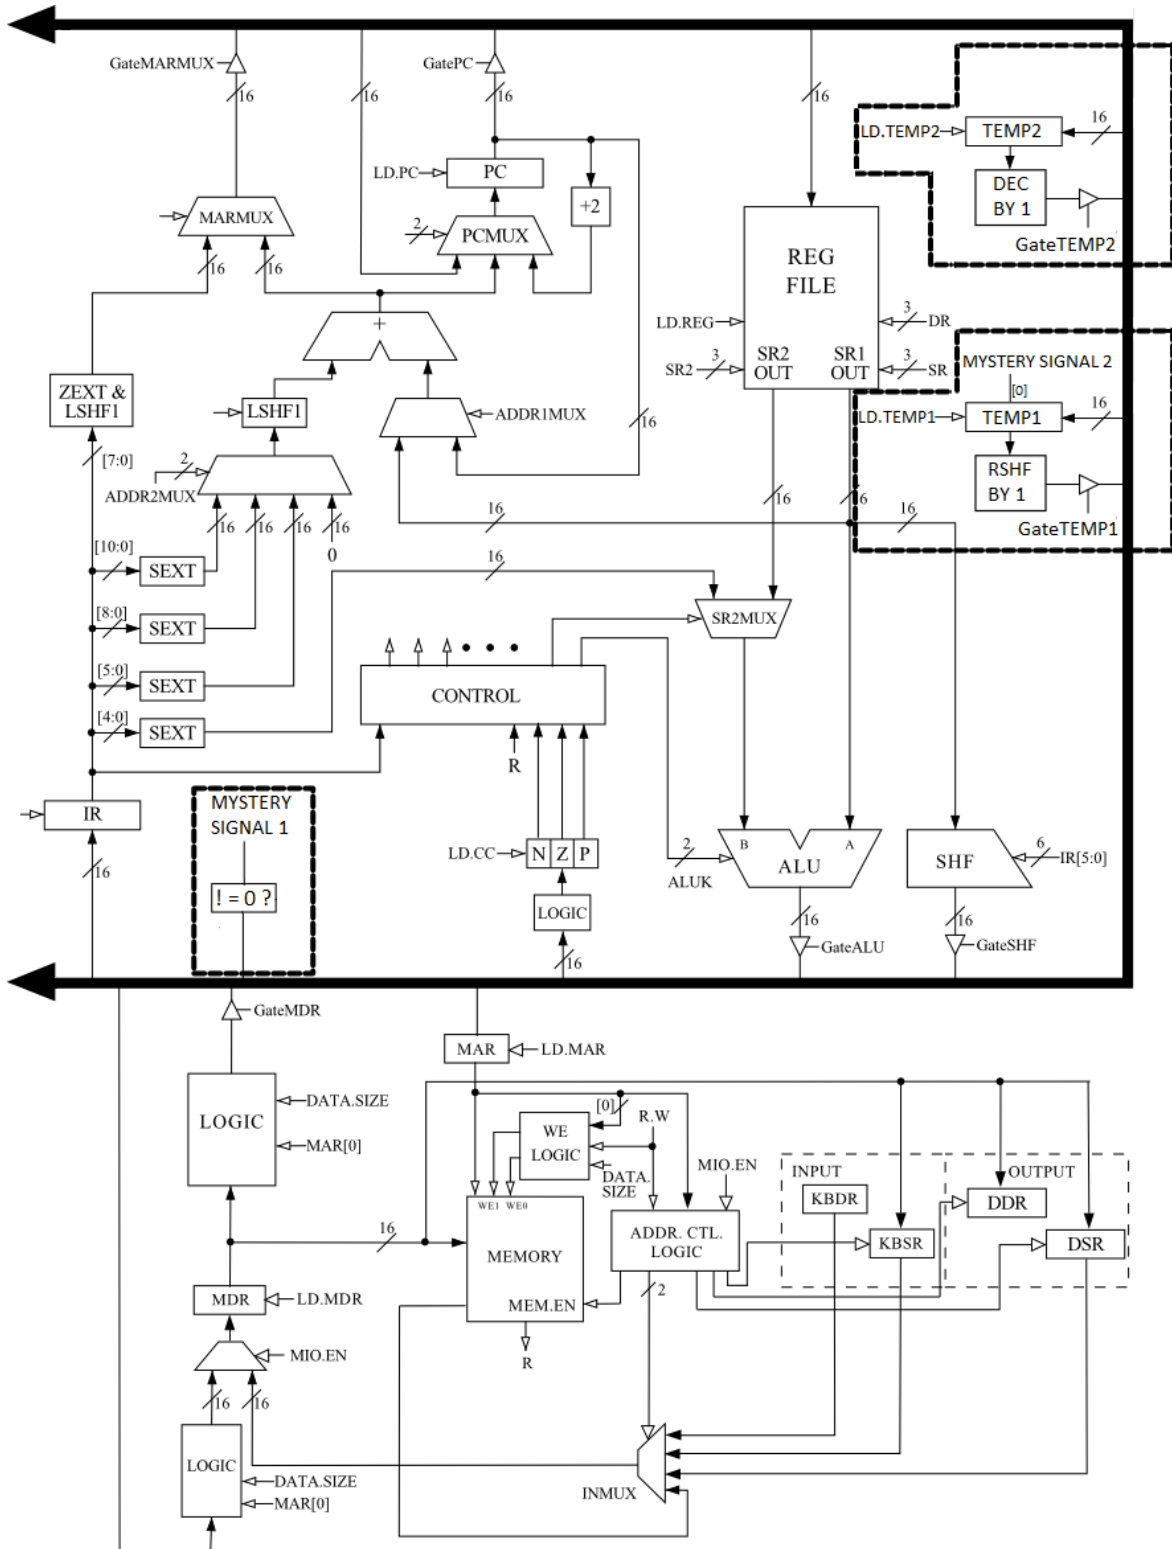 GateMARMUX
16
16
GatePC
16
16
LD.TEMP2
TEMP2
16
DEC
BY 1
GateTEMP2
LD.PC
PC
+2
MARMUX
2
PCMUX
16
16
REG
FILE
LD.REG
3
DR
SR2
3
SR2
OUT
SR1
OUT
3
SR
+
MYSTERY SIGNAL 2
[0]
LD.TEMP1
TEMP1
16
RSHF
BY 1
GateTEMP1
ZEXT &
LSHF1
LSHF1
ADDR1MUX
16
[7:0]
2
ADDR2MUX
16
16
16
16
0
16
16
16
16
16
[10:0]
SEXT
[8:0]
SEXT
[5:0]
SEXT
[4:0]
SEXT
SR2MUX
CONTROL
R
IR
16
MYSTERY
SIGNAL 1
! = 0 ?
LD.CC
N
Z
P
LOGIC
16
2
ALUK
B
A
ALU
16
GateALU
SHF
6
IR[5:0]
16
GateSHF
GateMDR
MAR
LD.MAR
LOGIC
DATA.SIZE
MAR[0]
[0]
R.W
WE
LOGIC
DATA.
SIZE
MIO.EN
WE1
WE0
ADDR. CTL.
LOGIC
INPUT
KBDR
KBSR
OUTPUT
DDR
DSR
16
MEMORY
MEM.EN
2
R
MDR
LD.MDR
MIO.EN
16
16
LOGIC
DATA.SIZE
MAR[0]
INMUX